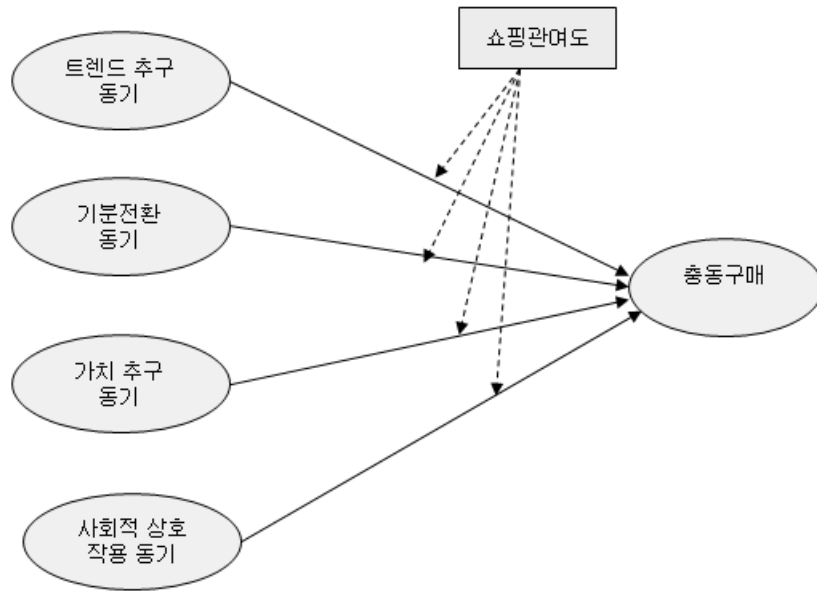 쇼핑관여도
트렌드 추구
동기
기분전환
동기
충동구매
가치 추구
동기
사회적 상호
작용 동기